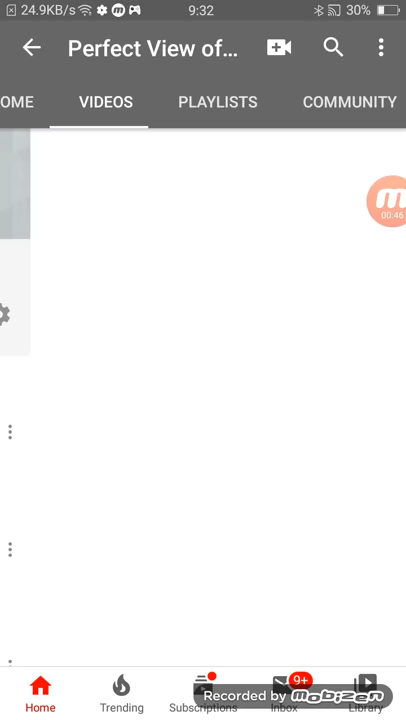 24.9KB/s 9:32 30%
Perfect View of...
OME VIDEOS PLAYLISTS COMMUNITY
00:46
9+
Home Trending Subscriptions Inbox Library
Recorded by mobizen